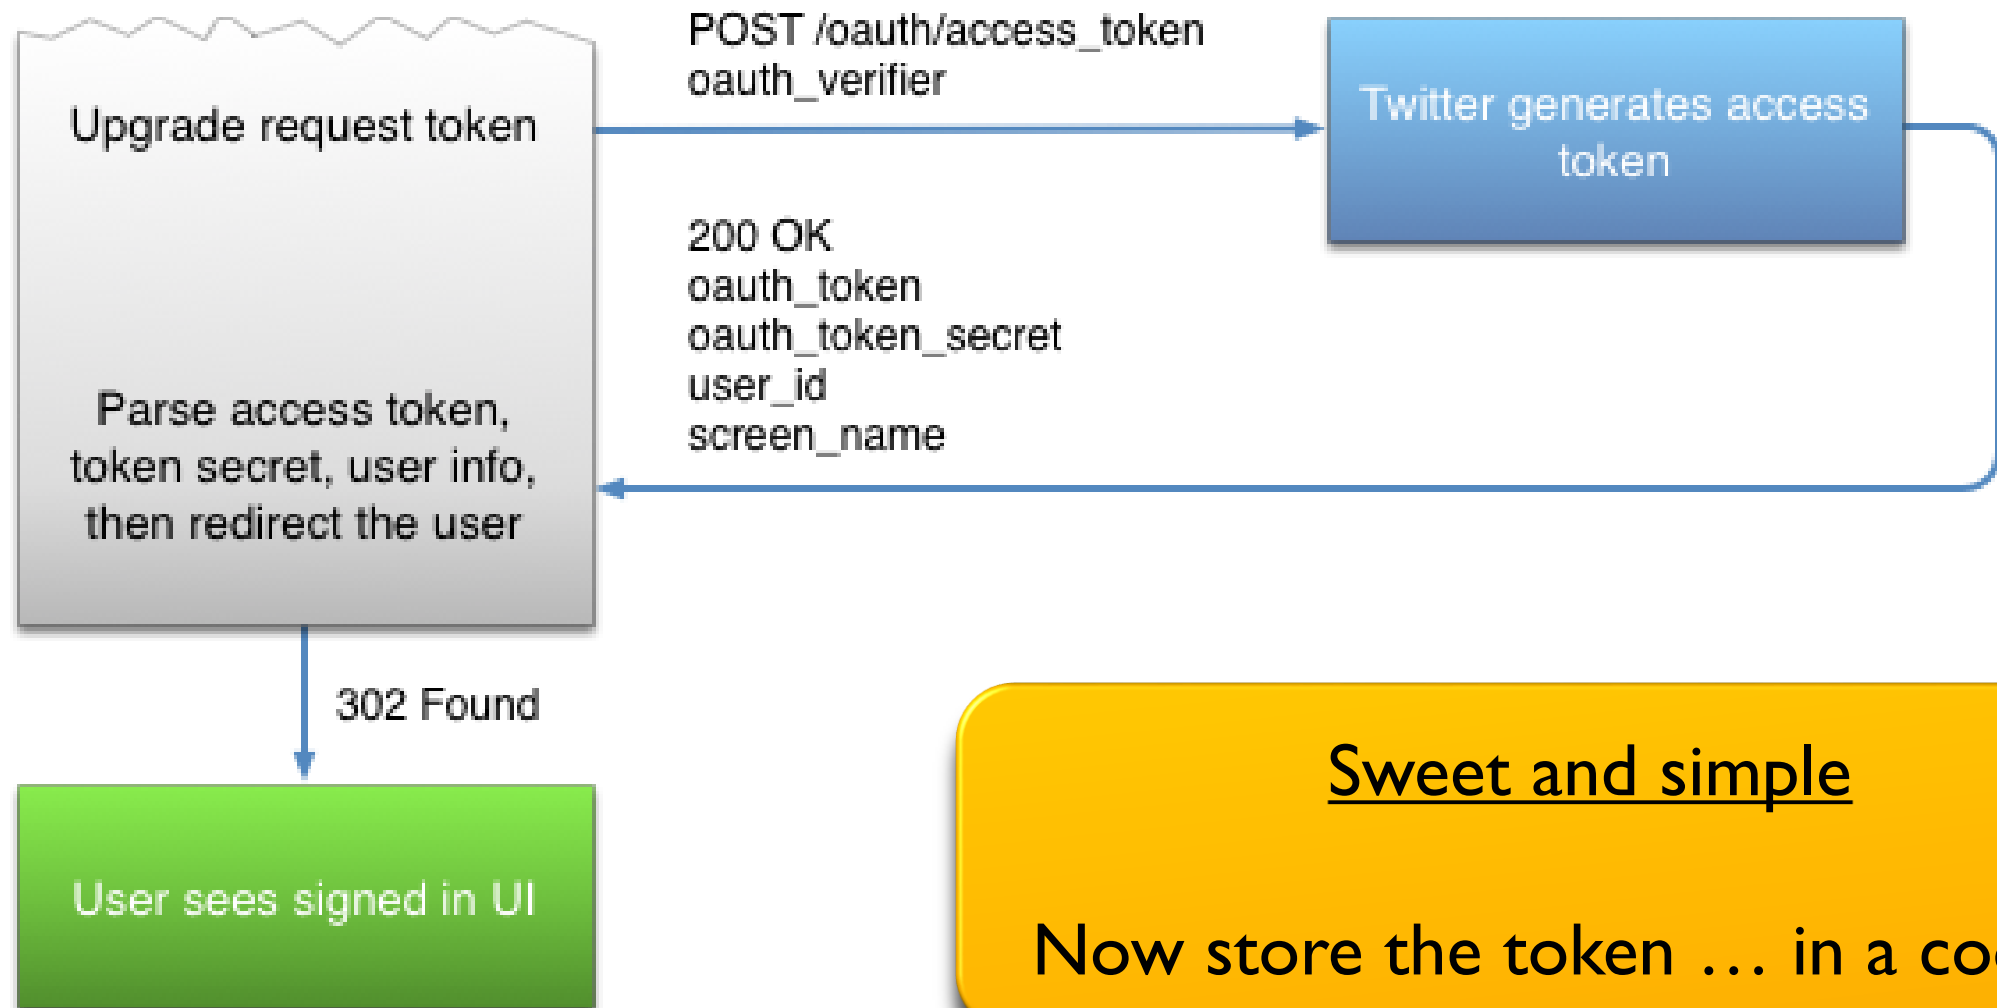 POST /oauth/access_token
oauth_verifier
Upgrade request token
Twitter generates access
token
200 OK
oauth_token
oauth_token_secret
user_id
screen_name
Parse access token,
token secret, user info,
then redirect the user
302 Found
Sweet and simple
User sees signed in UI
Now store the token … in a